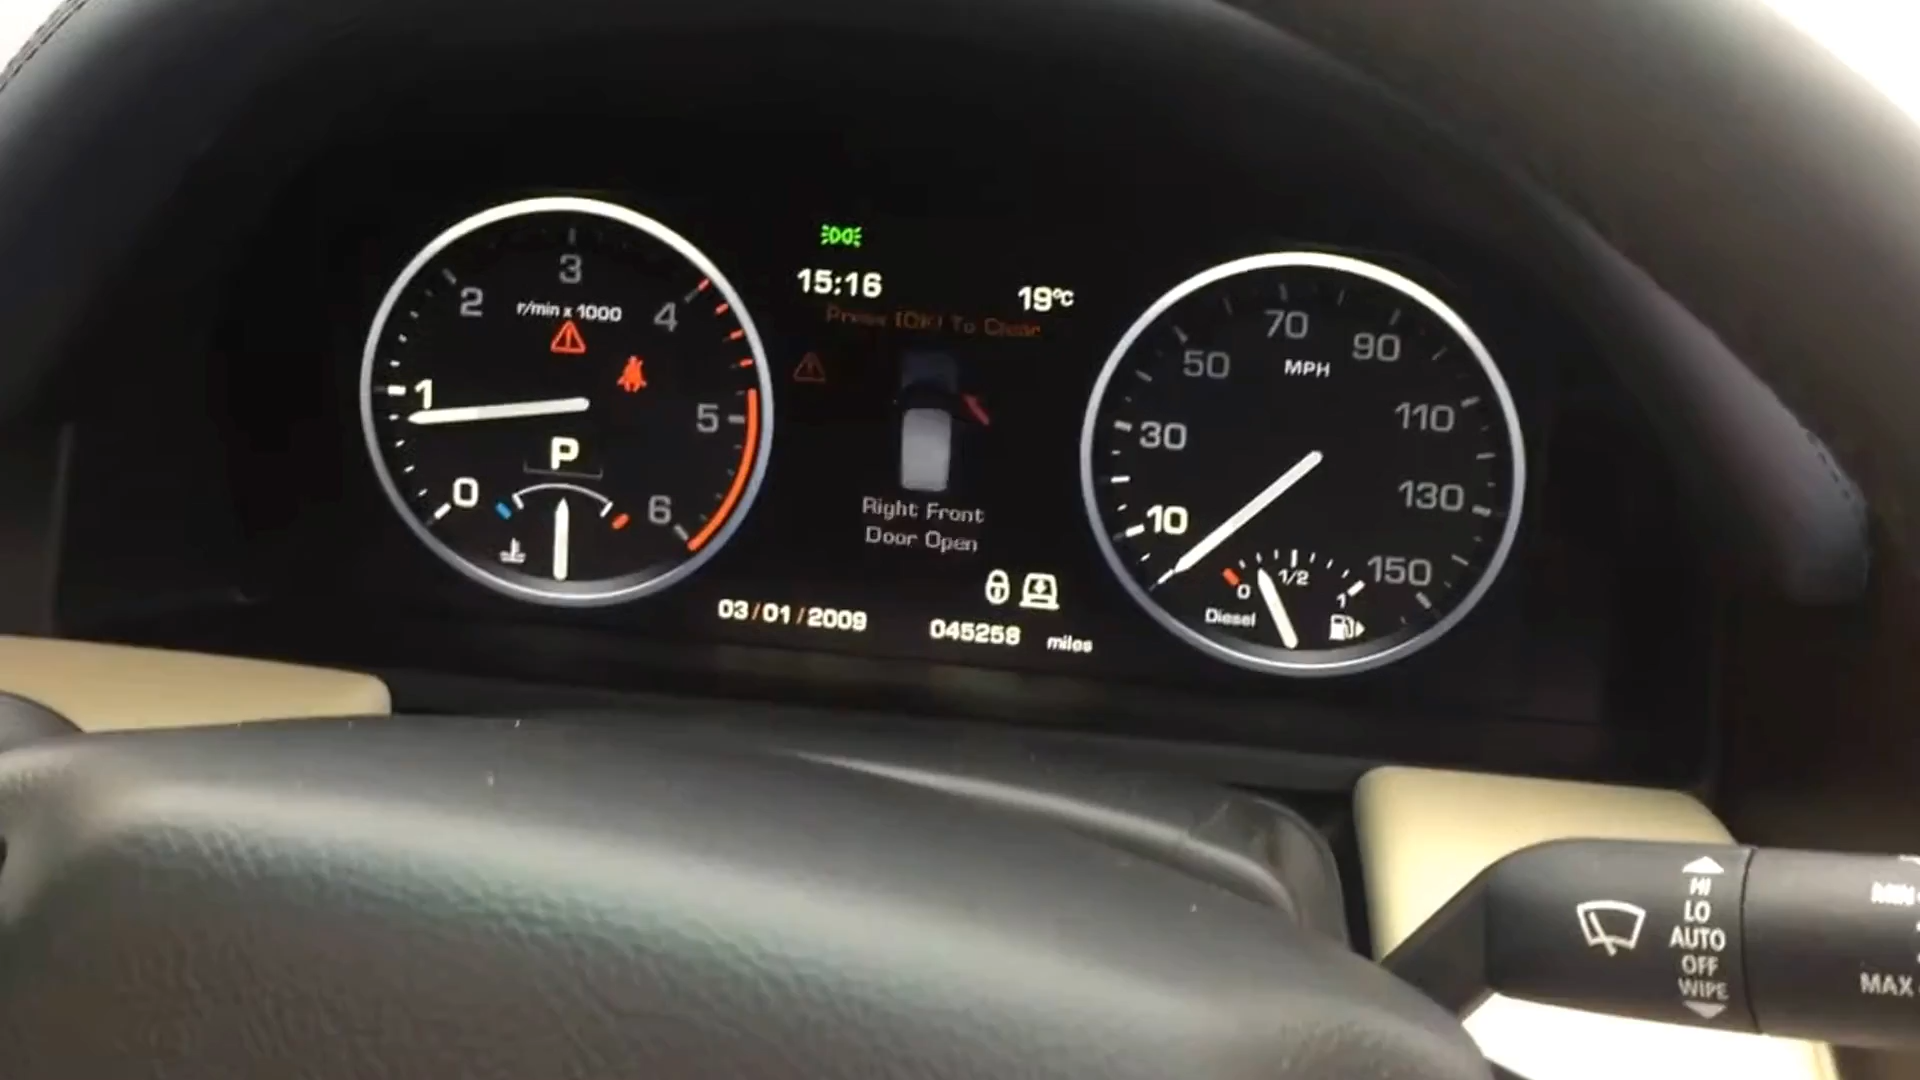 15:16
19°C
Press [OK] To Clear
Right Front
Door Open
03/01/2009
045258 miles
3
2
4
r/min x 1000
1
5
P
0
6
70
50
90
MPH
110
30
130
10
150
1/2
0
1
Diesel
HI
LO
AUTO
OFF
WIPE
MIN
MAX